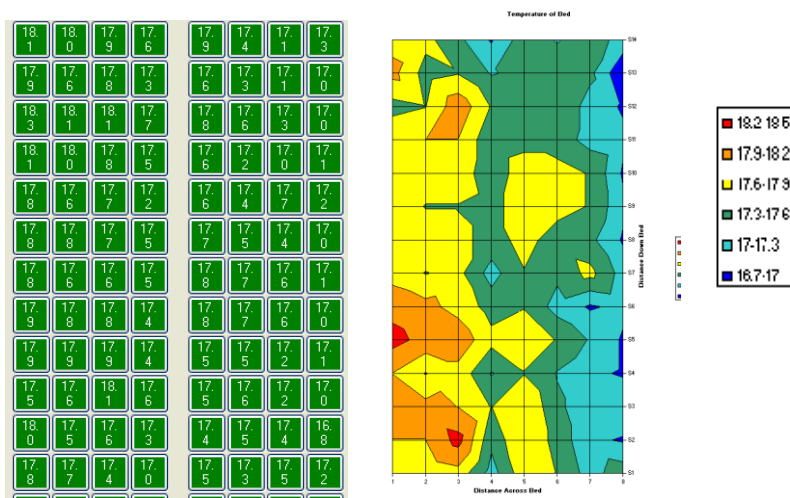 18.1 18.0 17.9 17.6 17.9 17.4 17.1 17.3
17.9 17.6 17.8 17.3 17.6 17.3 17.1 17.0
18.3 18.1 18.1 17.7 17.8 17.6 17.3 17.0
18.1 18.0 17.8 17.5 17.6 17.2 17.0 17.1
17.8 17.6 17.7 17.2 17.7 17.4 17.7 17.0
17.8 17.8 17.7 17.5 17.7 17.5 17.4 17.0
17.8 17.6 17.6 17.5 17.8 17.7 17.6 17.1
17.9 17.8 17.8 17.4 17.8 17.7 17.6 17.0
17.9 17.9 17.9 17.4 17.5 17.5 17.2 17.1
17.5 17.6 18.1 17.6 17.5 17.6 17.2 17.0
18.0 17.5 17.6 17.3 17.4 17.5 17.4 16.8
17.8 17.7 17.4 17.0 17.5 17.3 17.5 17.2
Temperature of Bed
S14
S13
S12
S11
S10
S9
S8
S7
S6
S5
S4
S3
S2
S1
Distance Down Bed
1 2 3 4 5 6 7 8
Distance Across Bed
18.2-18.5
17.9-18.2
17.6-17.9
17.3-17.6
17-17.3
16.7-17